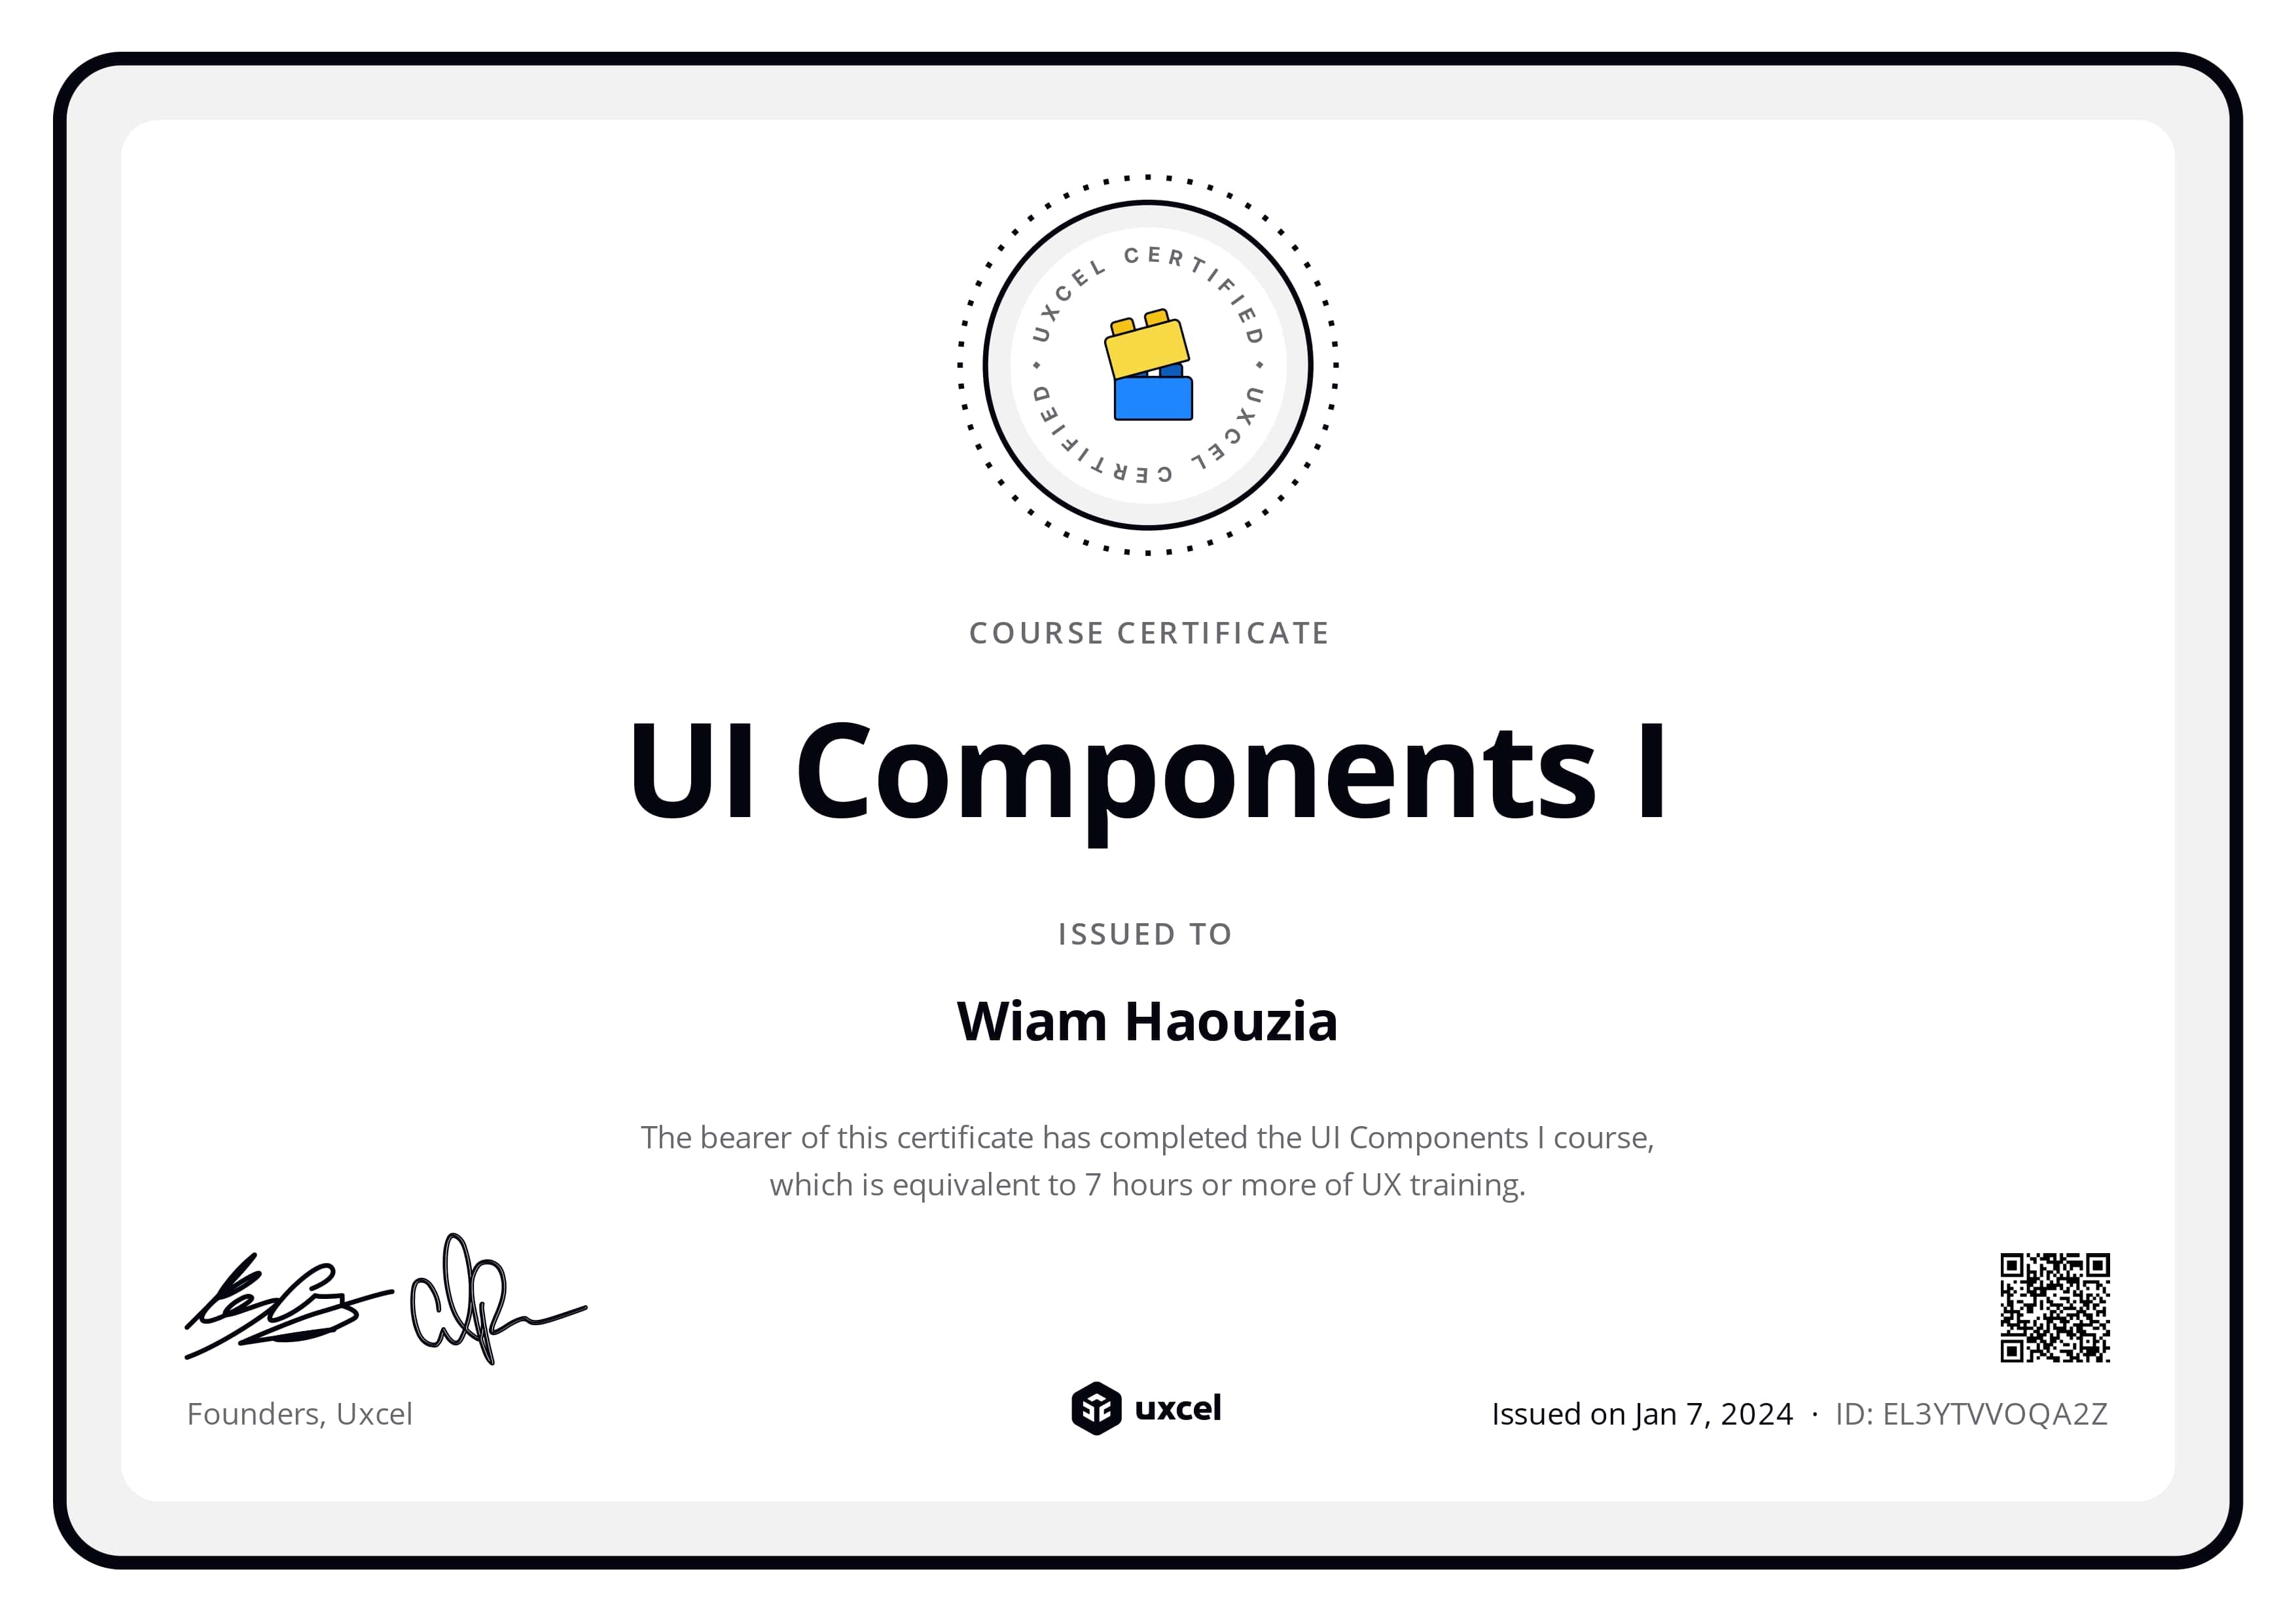 UXCEL CERTIFIED • UXCEL CERTIFIED •
COURSE CERTIFICATE
UI Components I
ISSUED TO
Wiam Haouzia
The bearer of this certificate has completed the UI Components I course,
which is equivalent to 7 hours or more of UX training.
Founders, Uxcel
uxcel
Issued on Jan 7, 2024 · ID: EL3YTVVOQA2Z